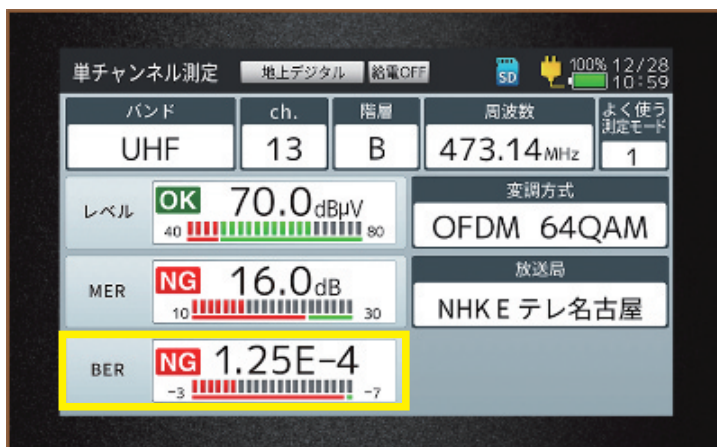 単チャンネル測定 地上デジタル 給電OFF SD 100% 12/28
10:59
バンド ch. 階層 周波数 よく使う
測定モード
UHF 13 B 473.14MHz 1
レベル OK 70.0dBμV
40 80
変調方式
OFDM 64QAM
MER NG 16.0dB
10 30
放送局
NHK E テレ名古屋
BER NG 1.25E-4
-3 -7